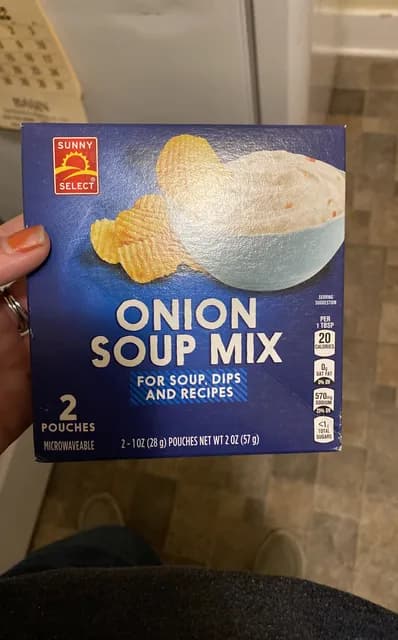 SUNNY
SELECT®
SERVING
SUGGESTION
ONION
SOUP MIX
FOR SOUP, DIPS
AND RECIPES
PER
1 TBSP
20
CALORIES
0g
SAT FAT
0% DV
570mg
SODIUM
25% DV
<1g
TOTAL
SUGARS
2
POUCHES
MICROWAVEABLE
2 - 1 OZ (28 g) POUCHES NET WT 2 OZ (57 g)